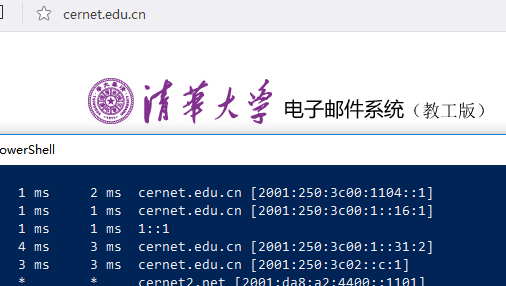 cernet.edu.cn
清华大学 电子邮件系统（教工版）
owerShell
1 ms 2 ms cernet.edu.cn [2001:250:3c00:1104::1]
1 ms 1 ms cernet.edu.cn [2001:250:3c00:1::16:1]
1 ms 1 ms 1::1
4 ms 3 ms cernet.edu.cn [2001:250:3c00:1::31:2]
3 ms 3 ms cernet.edu.cn [2001:250:3c02::c:1]
* * cernet2.net [2001:da8:a2:4400::1101]